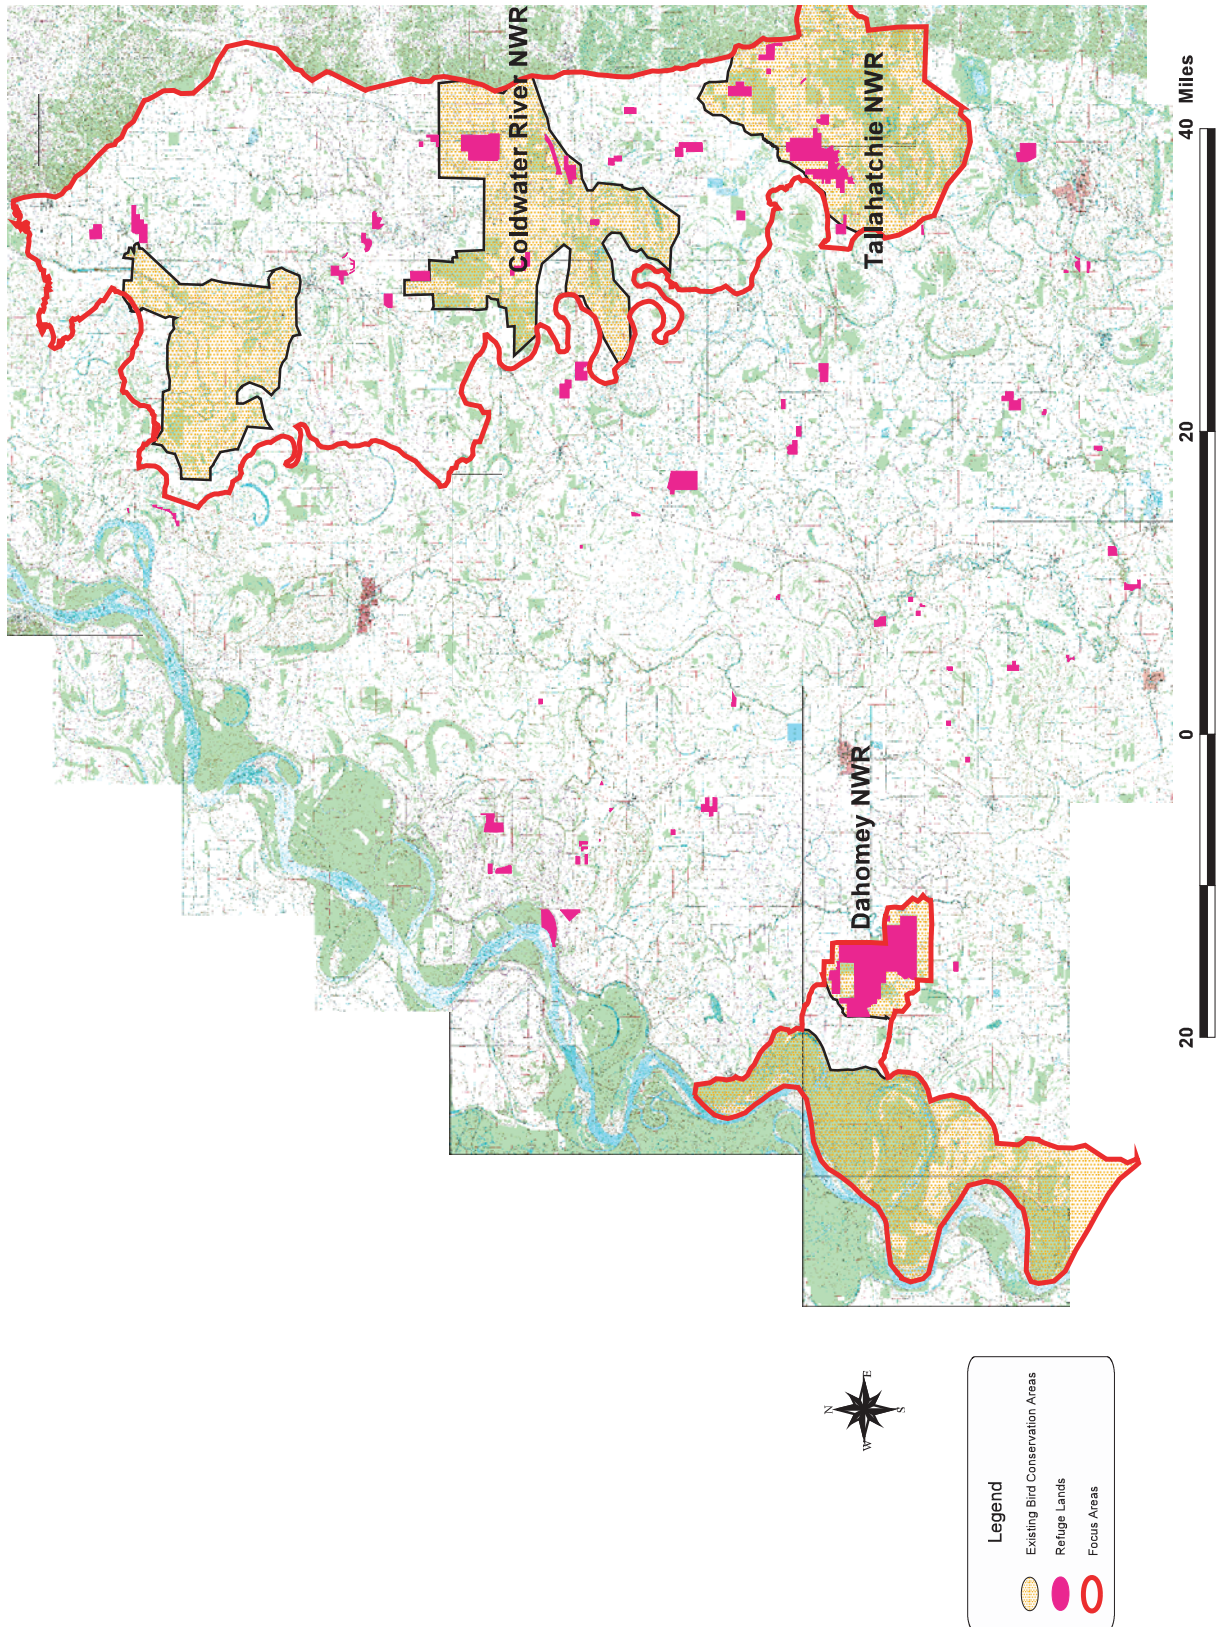 Coldwater River NWR
Tallahatchie NWR
Dahomey NWR
20
0
20
40 Miles
N
E
S
W
Legend
Existing Bird Conservation Areas
Refuge Lands
Focus Areas